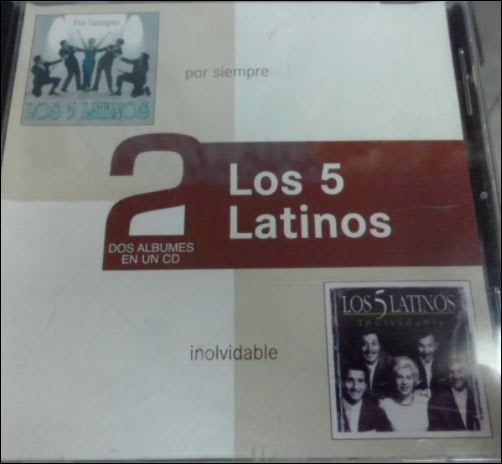 Por Siempre
LOS 5 LATINOS
por siempre
2
DOS ALBUMES
EN UN CD
Los 5
Latinos
LOS 5 LATINOS
Inolvidable
inolvidable